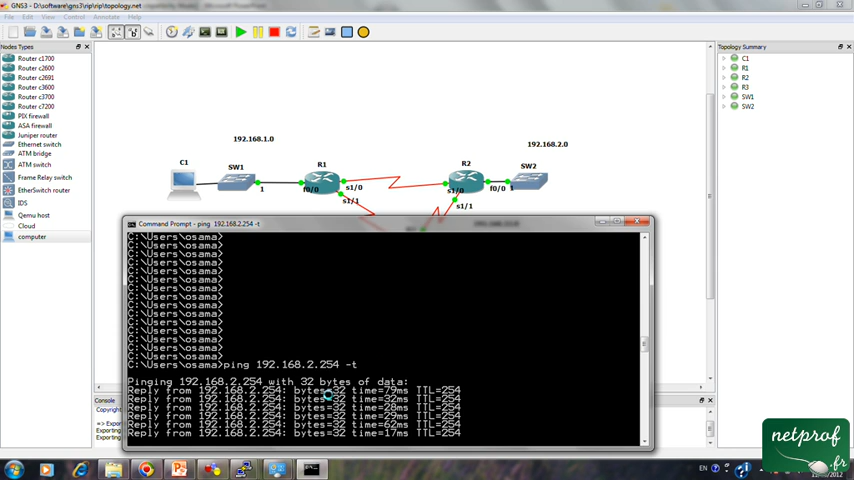 GNS3 - D:\software\gns3\rip\rip\topology.net
File Edit View Control Annotate Help
Nodes Types
Router c1700
Router c2600
Router c2691
Router c3600
Router c3700
Router c7200
PIX firewall
ASA firewall
Juniper router
Ethernet switch
ATM bridge
ATM switch
Frame Relay switch
EtherSwitch router
IDS
Qemu host
Cloud
computer
192.168.1.0
192.168.2.0
C1
SW1
R1
R2
SW2
1
f0/0
s1/0
s1/0
f0/0
1
s1/1
s1/1
Topology Summary
C1
R1
R2
R3
SW1
SW2
Command Prompt - ping 192.168.2.254 -t
C:\Users\osama>
C:\Users\osama>
C:\Users\osama>
C:\Users\osama>
C:\Users\osama>
C:\Users\osama>
C:\Users\osama>
C:\Users\osama>
C:\Users\osama>
C:\Users\osama>
C:\Users\osama>
C:\Users\osama>
C:\Users\osama>
C:\Users\osama>
C:\Users\osama>ping 192.168.2.254 -t
Pinging 192.168.2.254 with 32 bytes of data:
Reply from 192.168.2.254: bytes=32 time=79ms TTL=254
Reply from 192.168.2.254: bytes=32 time=32ms TTL=254
Reply from 192.168.2.254: bytes=32 time=28ms TTL=254
Reply from 192.168.2.254: bytes=32 time=29ms TTL=254
Reply from 192.168.2.254: bytes=32 time=62ms TTL=254
Reply from 192.168.2.254: bytes=32 time=17ms TTL=254
Console
Copyright
=> Expor
Exporting
Exporting
EN
netprof
.fr